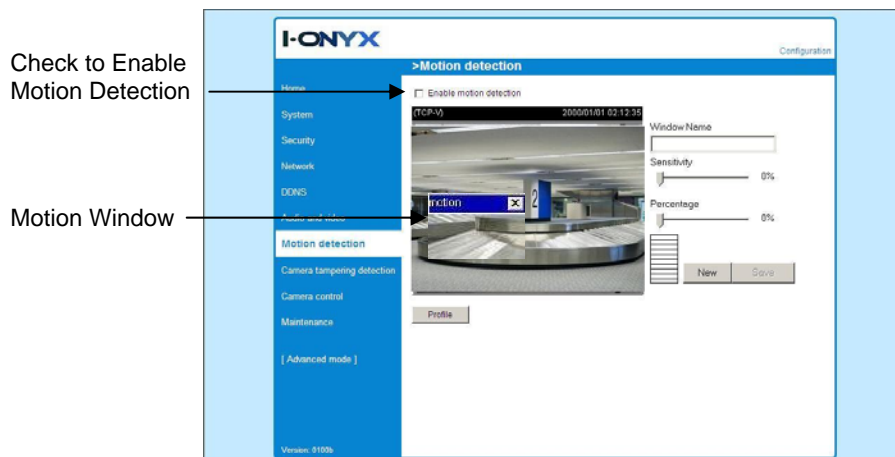 I-ONYX
Configuration
>Motion detection
Check to Enable
Motion Detection
Home
Enable motion detection
System
(TCP-V) 2000/01/01 02:12:35
Window Name
Security
Sensitivity
Network
0%
DDNS
motion
2
Percentage
Motion Window
Audio and video
0%
Motion detection
Camera tampering detection
New Save
Camera control
Maintenance
Profile
[ Advanced mode ]
Version: 0100b